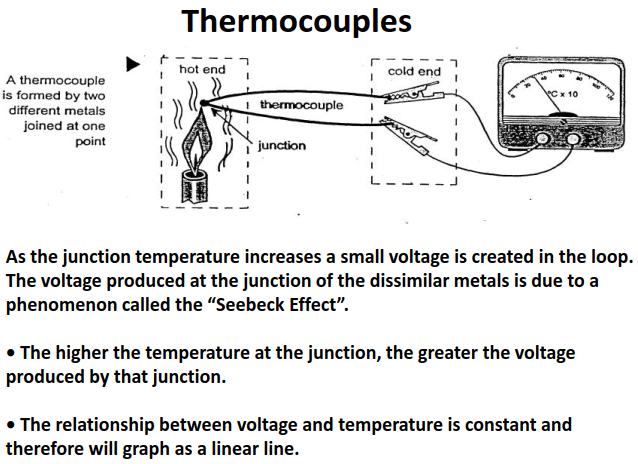 Thermocouples
A thermocouple
is formed by two
different metals
joined at one
point
hot end
thermocouple
junction
cold end
°C x 10
As the junction temperature increases a small voltage is created in the loop.
The voltage produced at the junction of the dissimilar metals is due to a
phenomenon called the “Seebeck Effect”.
• The higher the temperature at the junction, the greater the voltage
produced by that junction.
• The relationship between voltage and temperature is constant and
therefore will graph as a linear line.